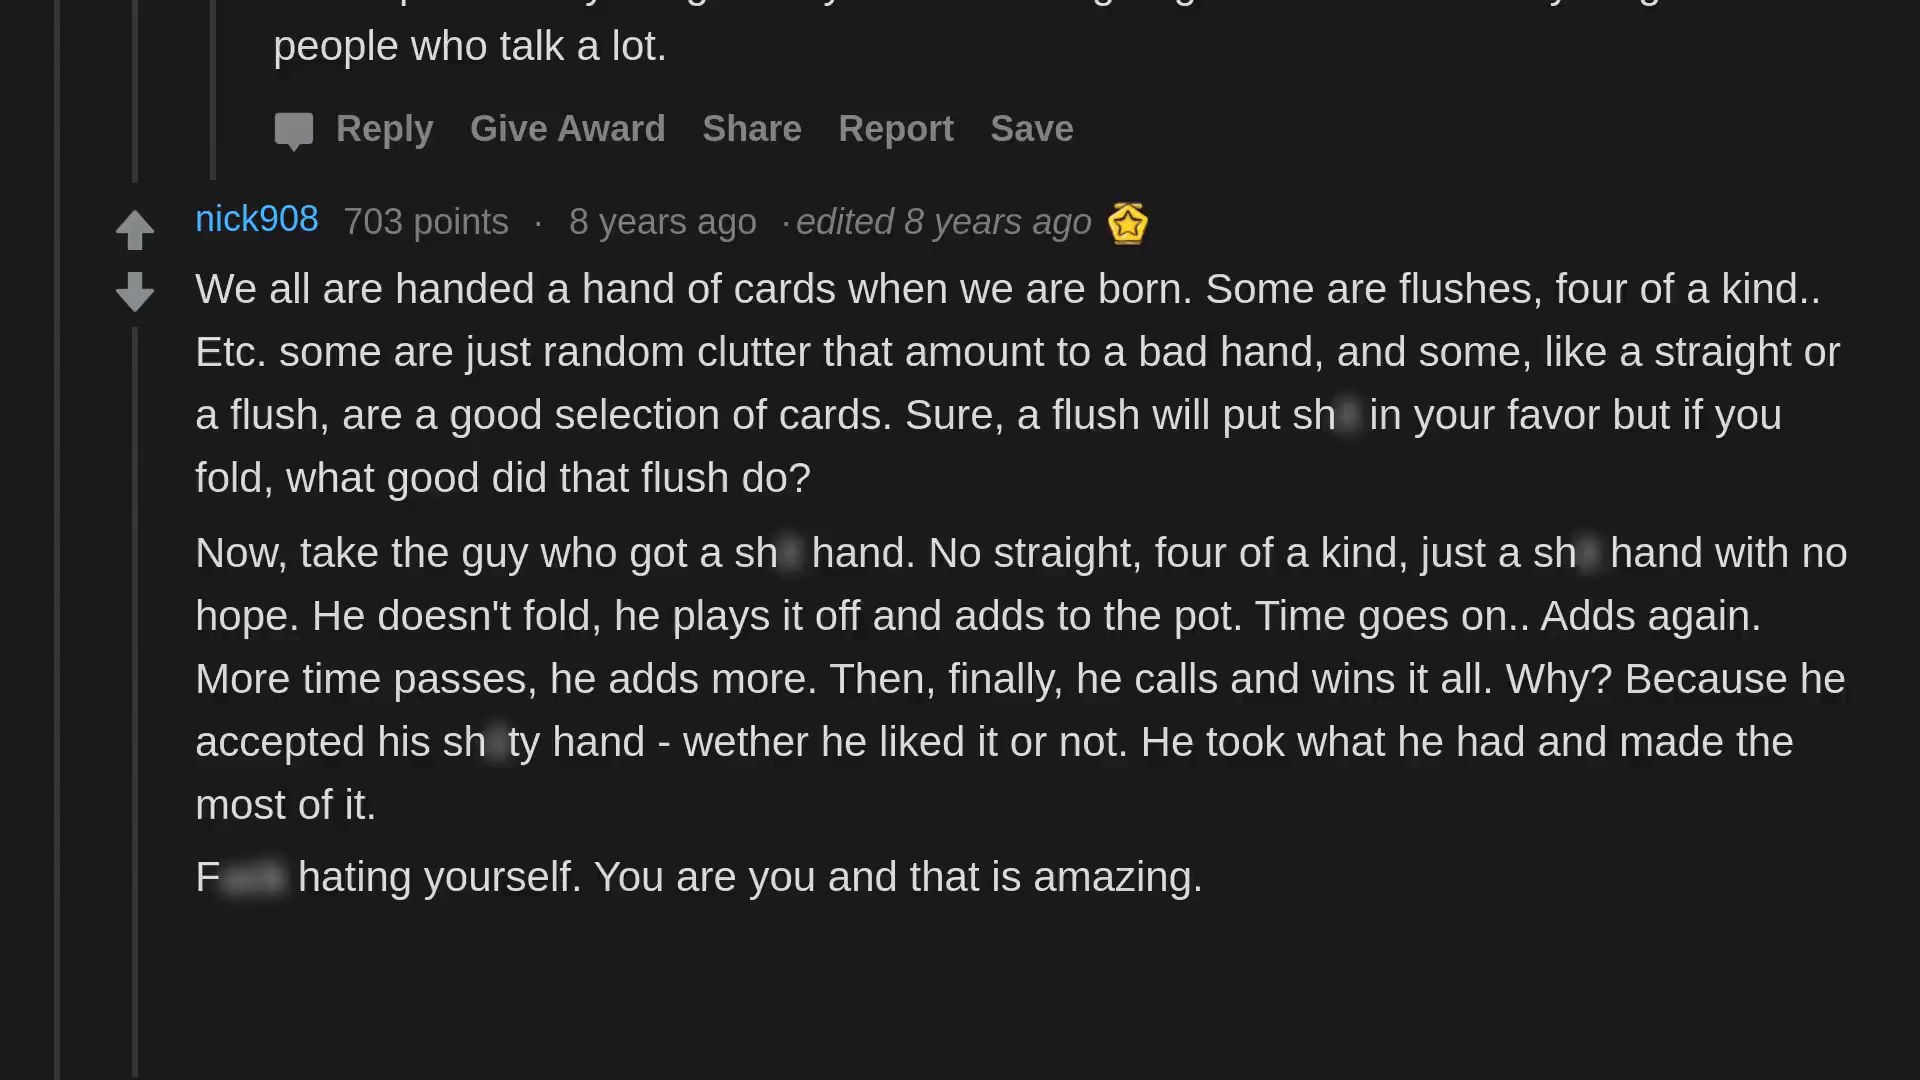 people who talk a lot.
Reply Give Award Share Report Save
nick908 703 points · 8 years ago · edited 8 years ago
We all are handed a hand of cards when we are born. Some are flushes, four of a kind..
Etc. some are just random clutter that amount to a bad hand, and some, like a straight or
a flush, are a good selection of cards. Sure, a flush will put sh in your favor but if you
fold, what good did that flush do?
Now, take the guy who got a sh hand. No straight, four of a kind, just a sh hand with no
hope. He doesn't fold, he plays it off and adds to the pot. Time goes on.. Adds again.
More time passes, he adds more. Then, finally, he calls and wins it all. Why? Because he
accepted his sh ty hand - wether he liked it or not. He took what he had and made the
most of it.
F hating yourself. You are you and that is amazing.